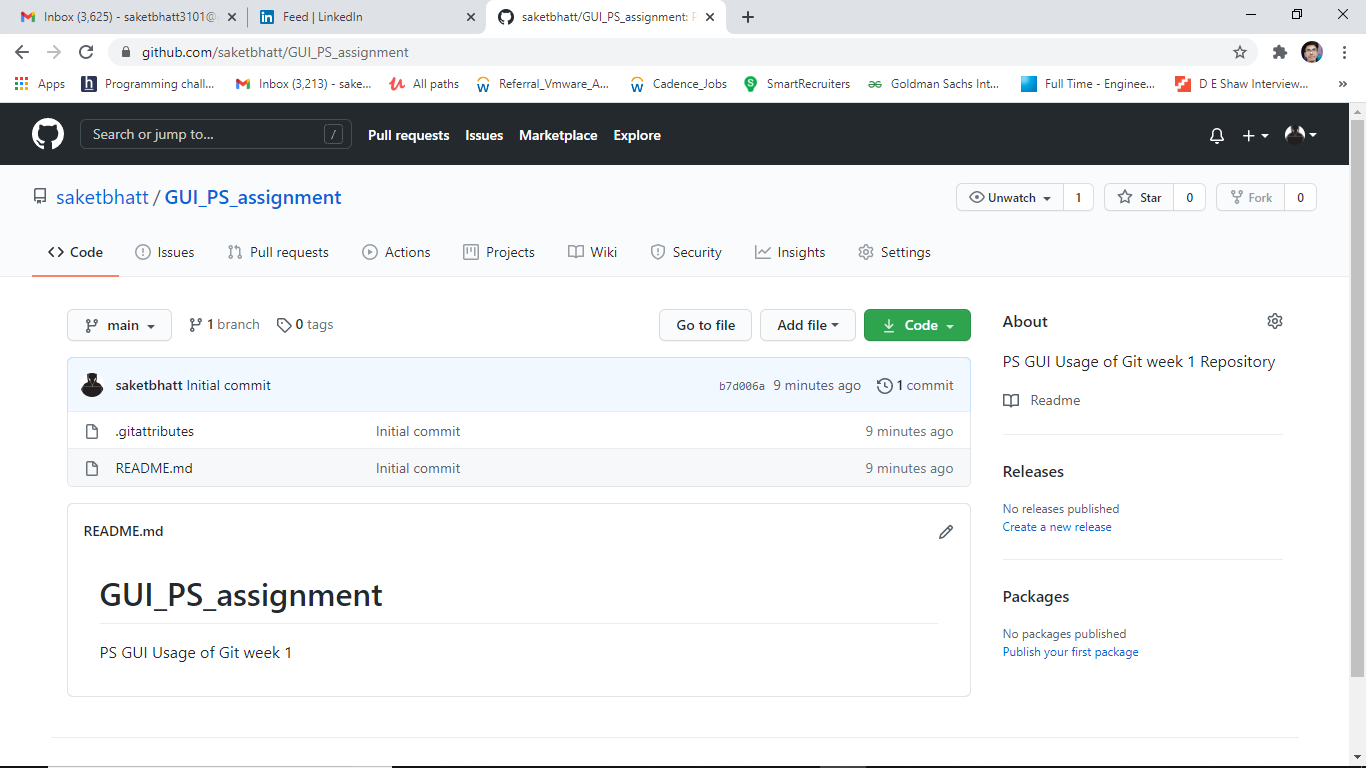 Inbox (3,625) - saketbhatt3101@
Feed | LinkedIn
saketbhatt/GUI_PS_assignment: P
github.com/saketbhatt/GUI_PS_assignment
Apps
Programming chall...
Inbox (3,213) - sake...
All paths
Referral_Vmware_A...
Cadence_Jobs
SmartRecruiters
Goldman Sachs Int...
Full Time - Enginee...
D E Shaw Interview...
»
Search or jump to...
/
Pull requests
Issues
Marketplace
Explore
saketbhatt / GUI_PS_assignment
Unwatch
1
Star
0
Fork
0
Code
Issues
Pull requests
Actions
Projects
Wiki
Security
Insights
Settings
main
1 branch
0 tags
Go to file
Add file
Code
saketbhatt Initial commit
b7d006a 9 minutes ago
1 commit
.gitattributes
Initial commit
9 minutes ago
README.md
Initial commit
9 minutes ago
README.md
GUI_PS_assignment
PS GUI Usage of Git week 1
About
PS GUI Usage of Git week 1 Repository
Readme
Releases
No releases published
Create a new release
Packages
No packages published
Publish your first package